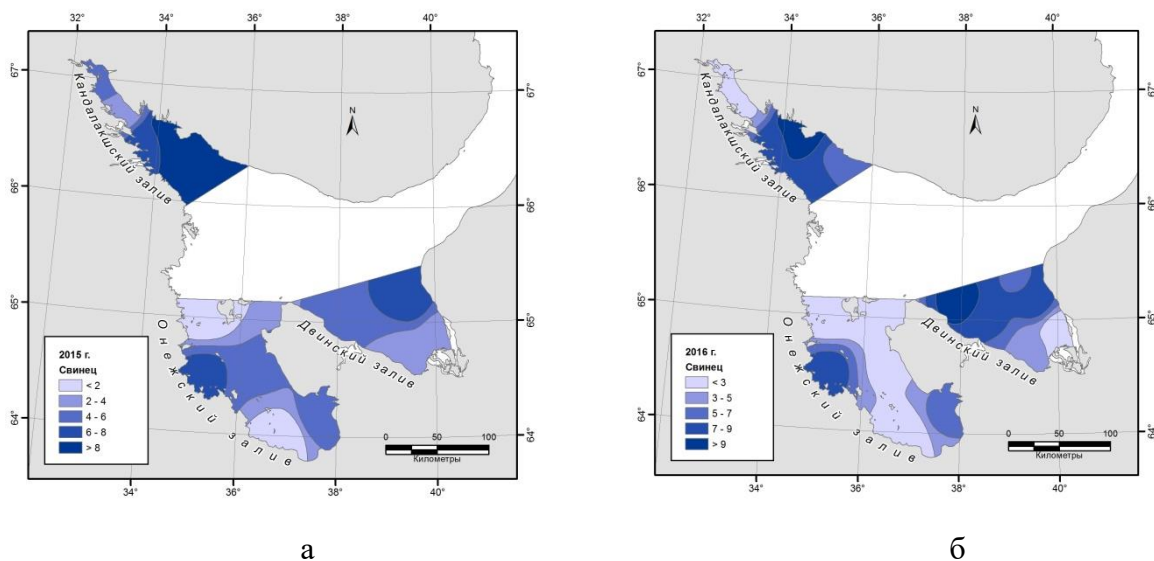 32° 34° 36° 38° 40°
67° 67°
66° 66°
65° 65°
64° 64°
34° 36° 38° 40°
N
Кандалакшский залив
Онежский залив
Двинский залив
2015 г.
Свинец
< 2
2 - 4
4 - 6
6 - 8
> 8
0 50 100
Километры
а
32° 34° 36° 38° 40°
67° 67°
66° 66°
65° 65°
64° 64°
34° 36° 38° 40°
N
Кандалакшский залив
Онежский залив
Двинский залив
2016 г.
Свинец
< 3
3 - 5
5 - 7
7 - 9
> 9
0 50 100
Километры
б